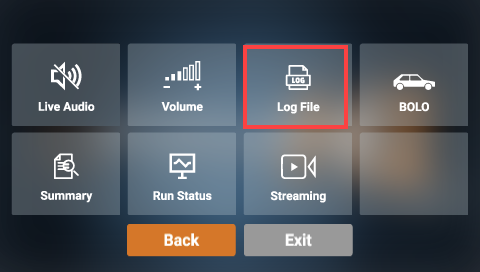 Live Audio
Volume
LOG
Log File
BOLO
Summary
Run Status
Streaming
Back
Exit